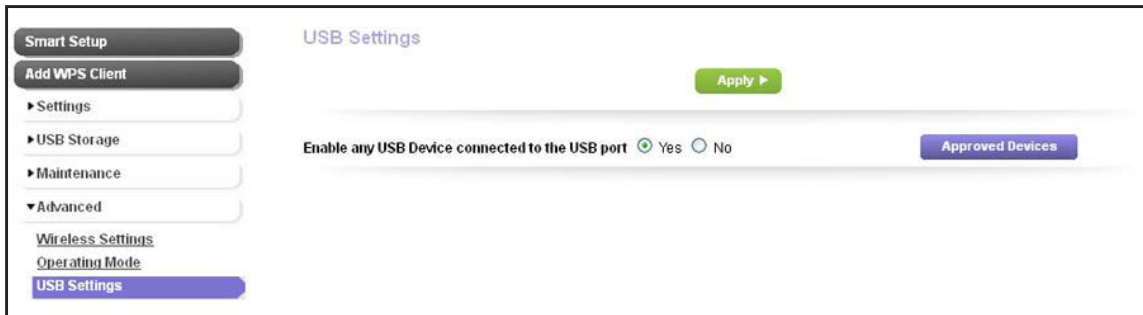 Smart Setup
Add WPS Client
Settings
USB Storage
Maintenance
Advanced
Wireless Settings
Operating Mode
USB Settings
USB Settings
Apply
Enable any USB Device connected to the USB port Yes No
Approved Devices